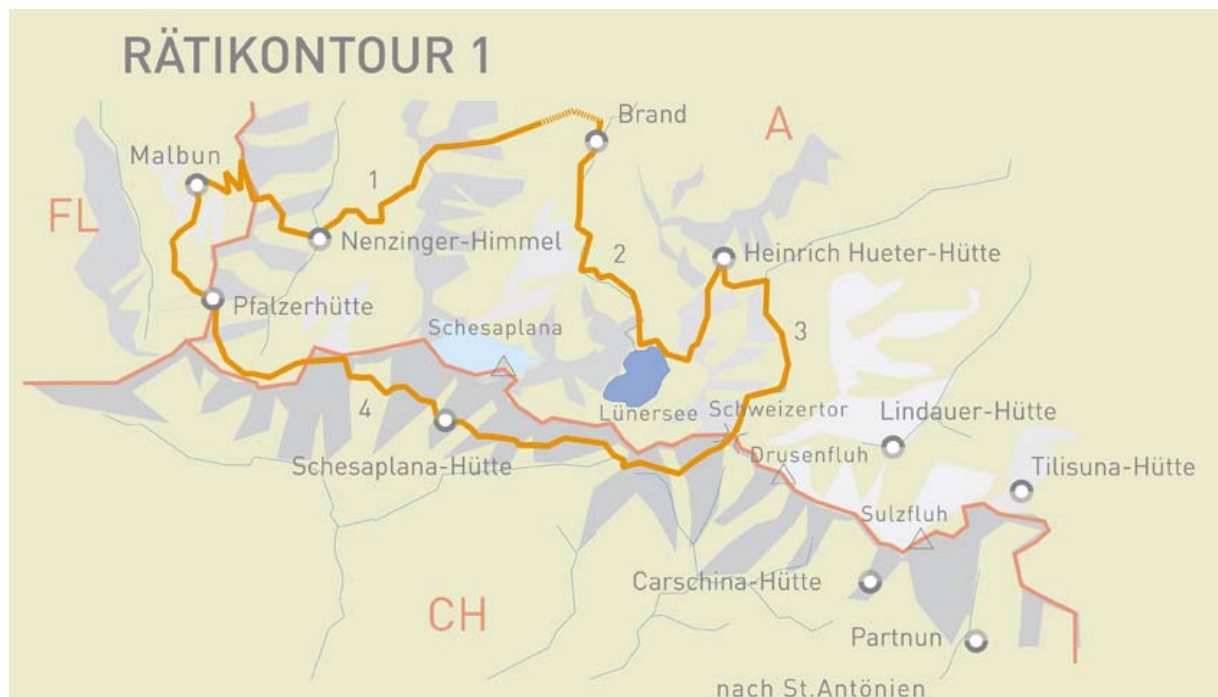 RÄTIKONTOUR 1
Brand
A
Malbun
1
FL
Nenzinger-Himmel
2
Heinrich Hueter-Hütte
Pfalzerhütte
Schesaplana
3
4
Lünersee
Schweizertor
Lindauer-Hütte
Drusenfluh
Schesaplana-Hütte
Tilisuna-Hütte
Sulzfluh
Carschina-Hütte
CH
Partnun
nach St.Antönien